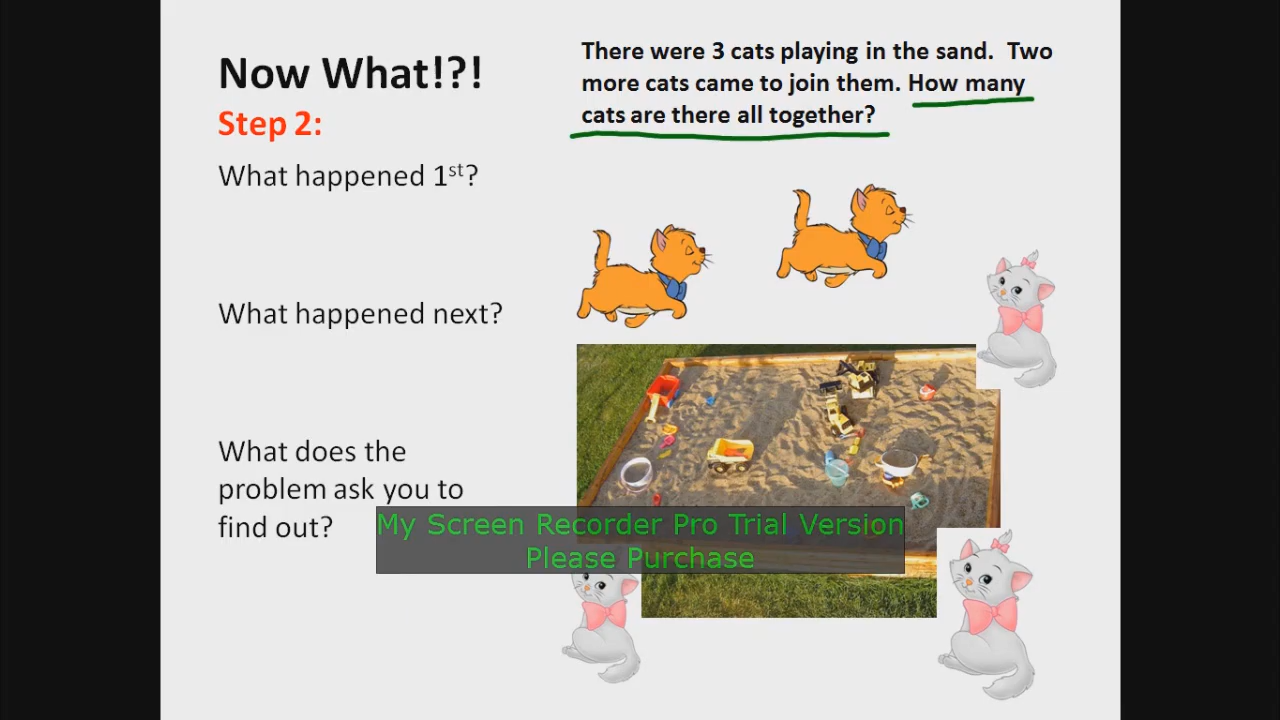 Now What!?!
Step 2:
What happened 1st?
What happened next?
What does the
problem ask you to
find out?
There were 3 cats playing in the sand.  Two
more cats came to join them. How many
cats are there all together?
My Screen Recorder Pro Trial Version
Please Purchase